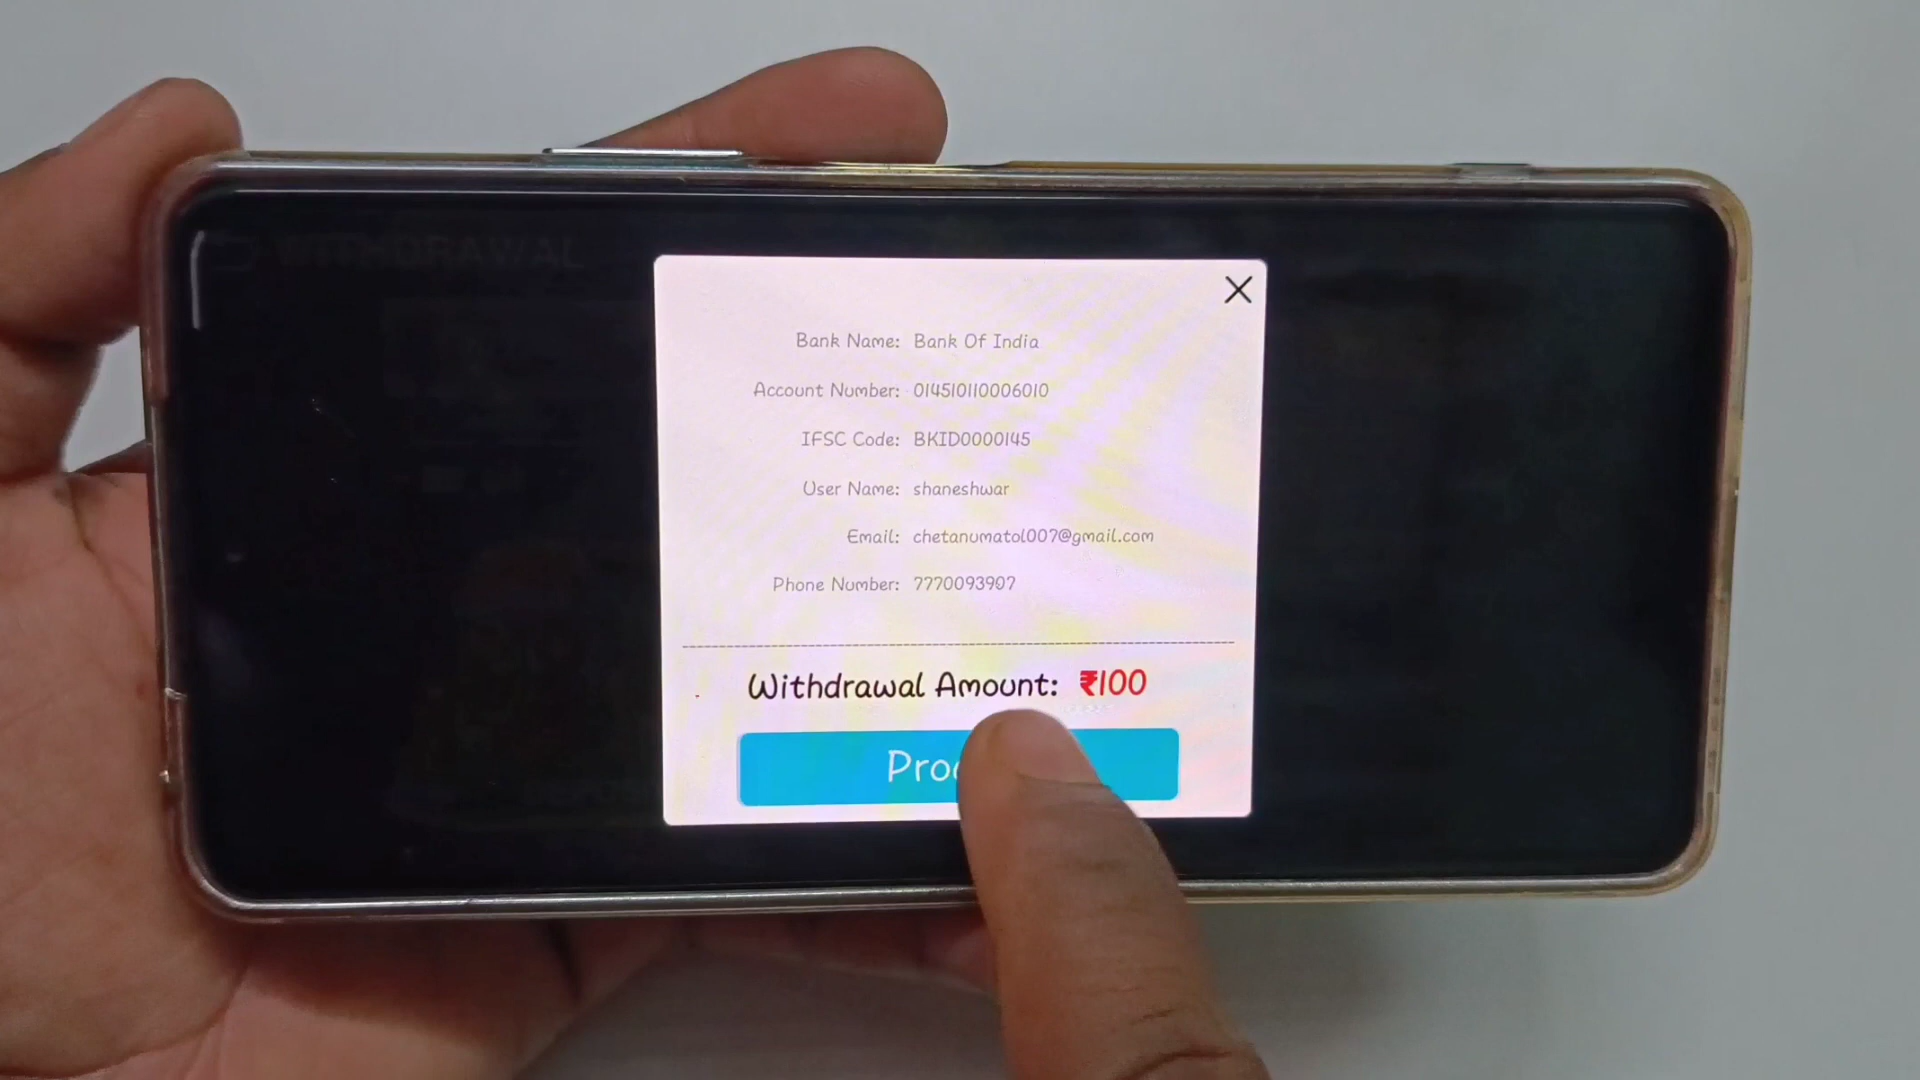 WITHDRAWAL
Bank Name: Bank Of India
Account Number: 014510110006010
IFSC Code: BKID0000145
User Name: shaneshwar
Email: chetanumatol007@gmail.com
Phone Number: 7770093907
Withdrawal Amount: ₹100